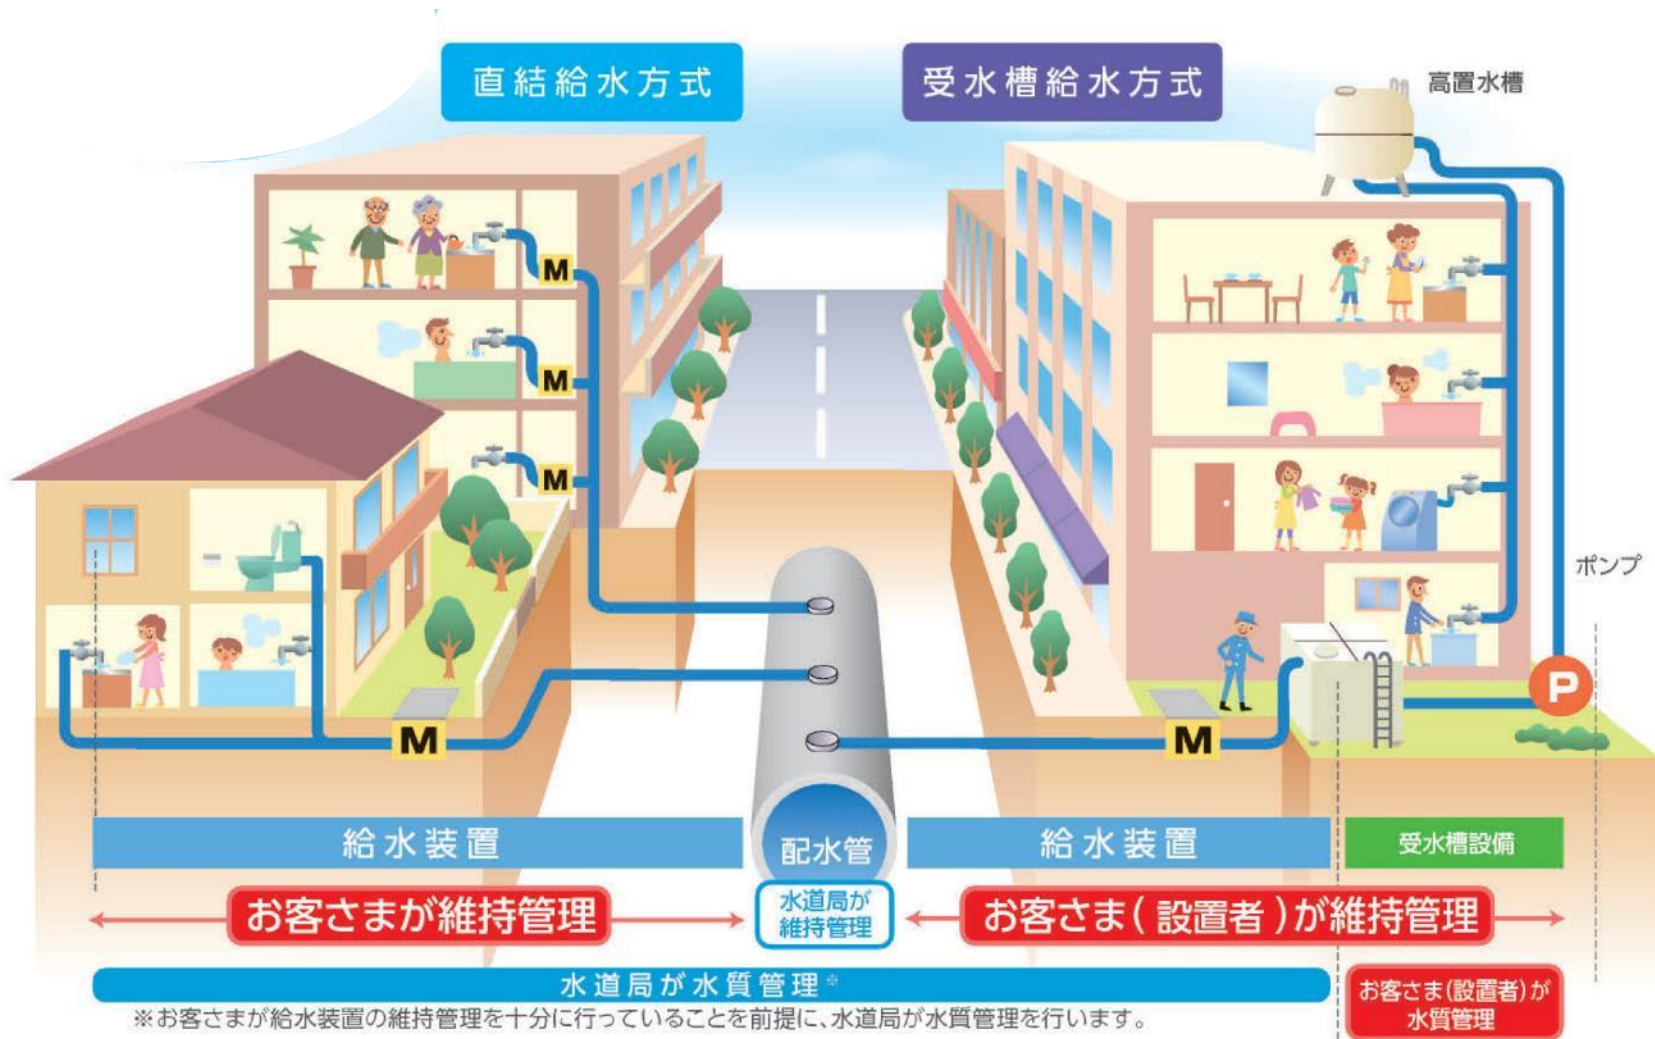 直結給水方式
受水槽給水方式
高置水槽
M
M
M
ポンプ
P
M
M
給水装置
配水管
給水装置
受水槽設備
お客さまが維持管理
水道局が
維持管理
お客さま(設置者)が維持管理
水道局が水質管理※
お客さま(設置者)が
水質管理
※お客さまが給水装置の維持管理を十分に行っていることを前提に、水道局が水質管理を行います。